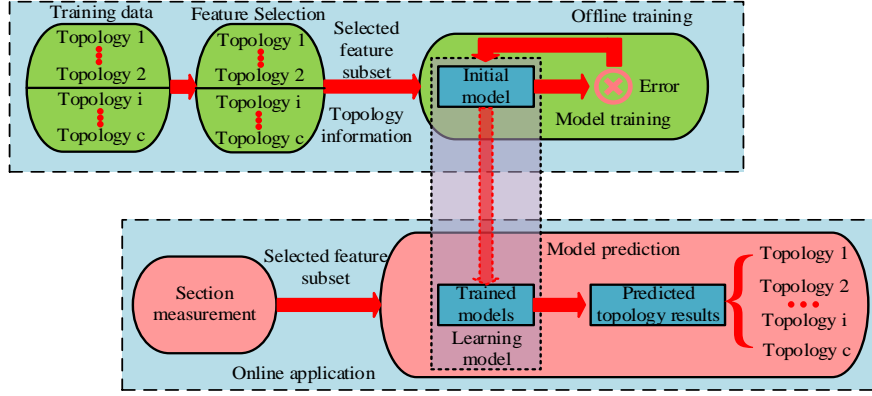 Training data
Topology 1
Topology 2
Topology i
Topology c
Feature Selection
Topology 1
Topology 2
Topology i
Topology c
Selected
feature
subset
Topology
information
Offline training
Initial
model
Error
Model training
Section
measurement
Selected feature
subset
Online application
Model prediction
Trained
models
Learning
model
Predicted
topology results
Topology 1
Topology 2
Topology i
Topology c